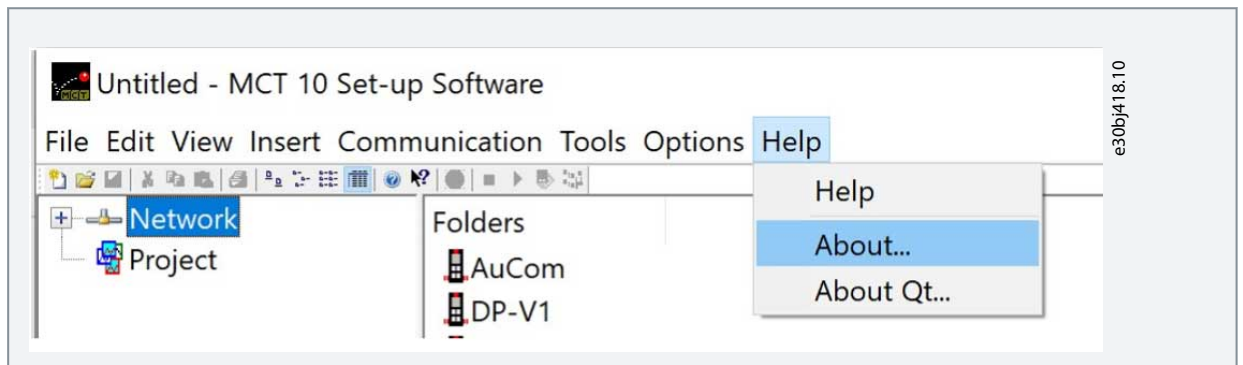 Untitled - MCT 10 Set-up Software
File Edit View Insert Communication Tools Options Help
Help
About...
About Qt...
Network
Project
Folders
AuCom
DP-V1
e30bj418.10